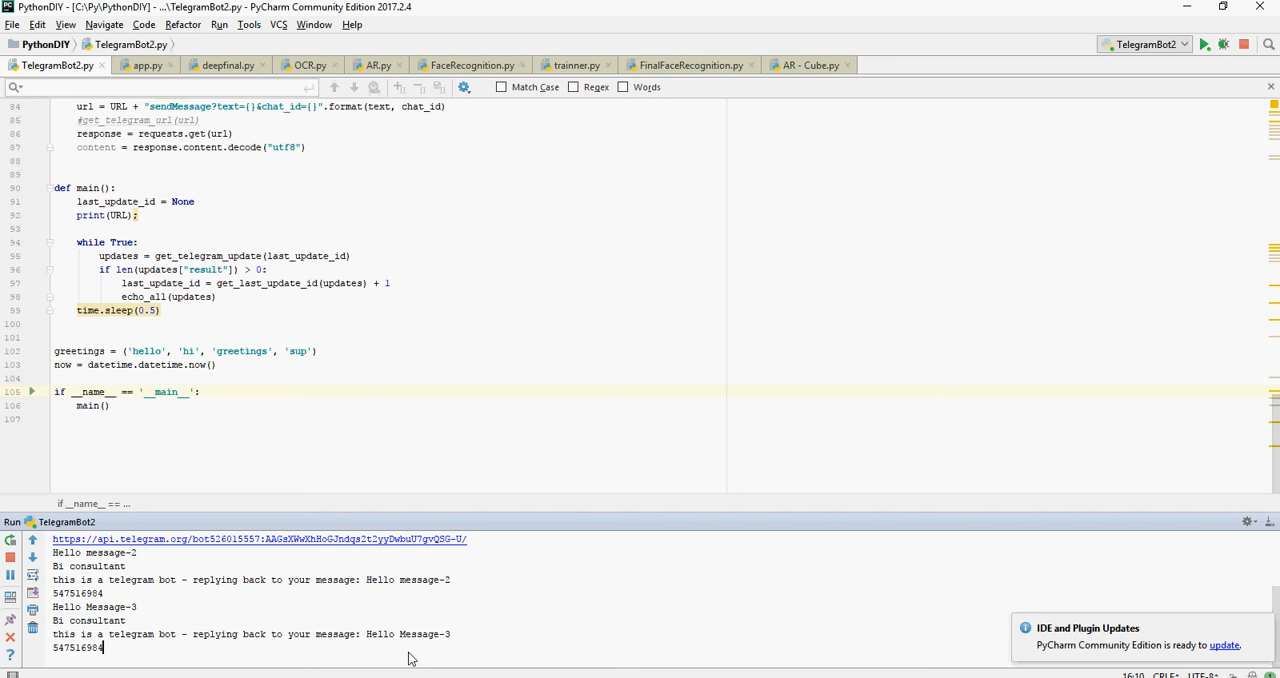 PythonDIY - [C:\Py\PythonDIY] - ...\TelegramBot2.py - PyCharm Community Edition 2017.2.4
File Edit View Navigate Code Refactor Run Tools VCS Window Help
PythonDIY TelegramBot2.py TelegramBot2
TelegramBot2.py app.py deepfinal.py OCR.py AR.py FaceRecognition.py trainner.py FinalFaceRecognition.py AR - Cube.py
Match Case Regex Words
84 url = URL + "sendMessage?text={}&chat_id={}".format(text, chat_id)
85 #get_telegram_url(url)
86 response = requests.get(url)
87 content = response.content.decode("utf8")
88
89
90 def main():
91 last_update_id = None
92 print(URL);
93
94 while True:
95 updates = get_telegram_update(last_update_id)
96 if len(updates["result"]) > 0:
97 last_update_id = get_last_update_id(updates) + 1
98 echo_all(updates)
99 time.sleep(0.5)
100
101
102 greetings = ('hello', 'hi', 'greetings', 'sup')
103 now = datetime.datetime.now()
104
105 if __name__ == '__main__':
106 main()
107
if __name__ == ...
Run TelegramBot2
Hello message-2
Bi consultant
this is a telegram bot - replying back to your message: Hello message-2
547516984
Hello Message-3
Bi consultant
this is a telegram bot - replying back to your message: Hello Message-3
547516984
IDE and Plugin Updates
PyCharm Community Edition is ready to update.
16:10 CRLF÷ UTF-8÷